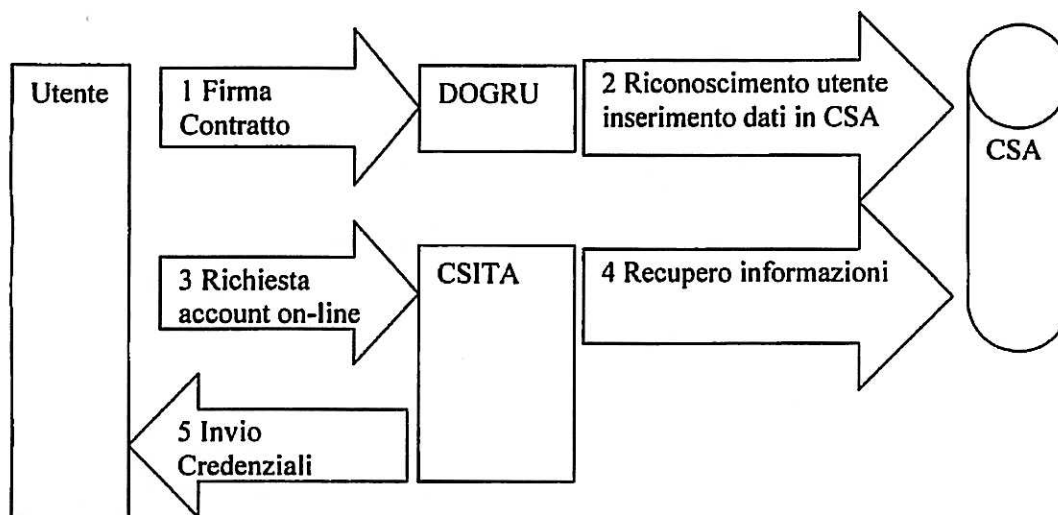 Utente
1 Firma
Contratto
DOGRU
2 Riconoscimento utente
inserimento dati in CSA
CSA
3 Richiesta
account on-line
CSITA
4 Recupero informazioni
5 Invio
Credenziali